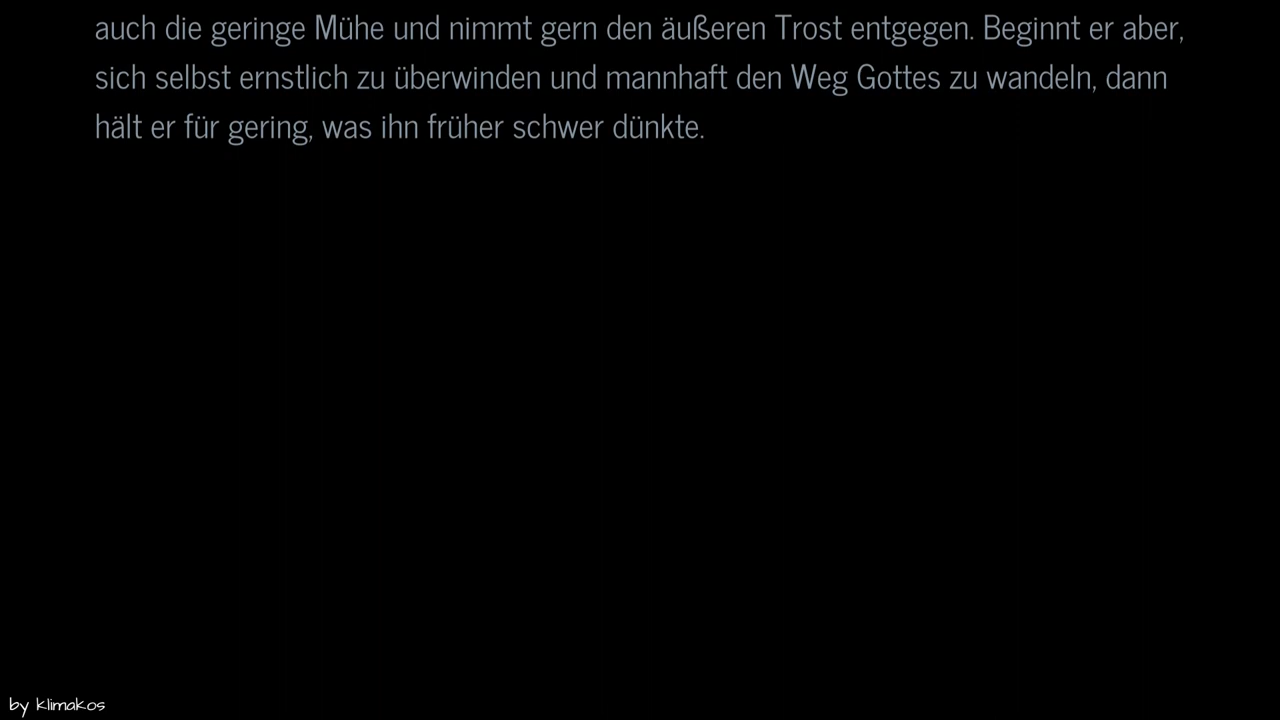 auch die geringe Mühe und nimmt gern den äußeren Trost entgegen. Beginnt er aber,
sich selbst ernstlich zu überwinden und mannhaft den Weg Gottes zu wandeln, dann
hält er für gering, was ihn früher schwer dünkte.
by klimakos